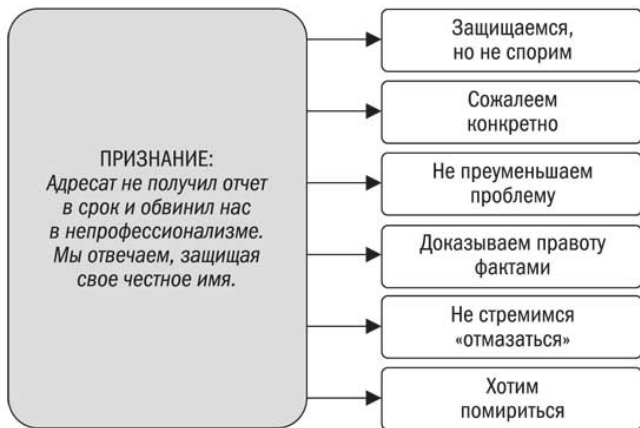 ПРИЗНАНИЕ:
Адресат не получил отчет
в срок и обвинил нас
в непрофессионализме.
Мы отвечаем, защищая
свое честное имя.
Защищаемся,
но не спорим
Сожалеем
конкретно
Не преуменьшаем
проблему
Доказываем правоту
фактами
Не стремимся
«отмазаться»
Хотим
помириться